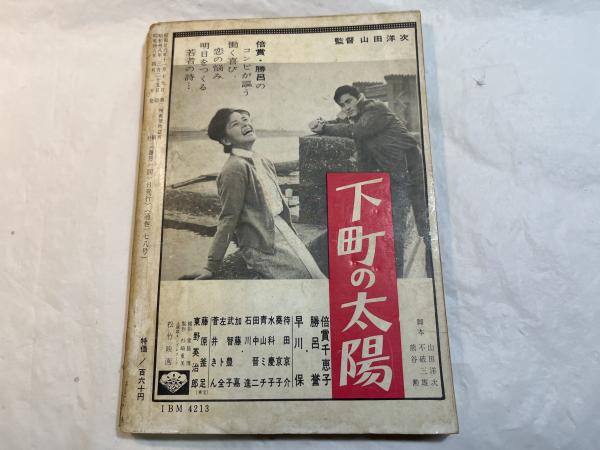 監督 山田洋次
倍賞・勝呂の
コンビが謳う
働く喜び
恋の悩み
明日をつくる
若者の詩…
下町の太陽
脚本 山田洋次
不破三雄
熊谷勲
倍賞千恵子
勝呂誉
早川保
待田京介
葵京子
水科慶子
青山ミチ
田中晋二
石川進
加藤嘉
武智豊子
左卜全
菅井きん
藤原釜足
東野英治郎
松竹映画
特価/百六十円
IBM 4213